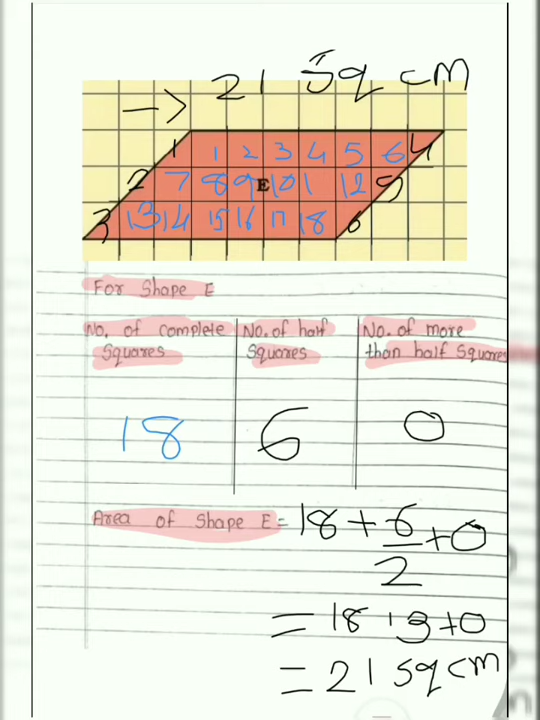 -> 21 Sq cm
1 1 2 3 4 5 6 4
2 7 8 9 E 10 1 12 5
3 13 14 15 16 17 18 6
For Shape E
No. of complete Squares
No. of half Squares
No. of more than half Squares
18 6 0
Area of Shape E = 18 + 6/2 + 0
= 18 + 3 + 0
= 21 sq cm